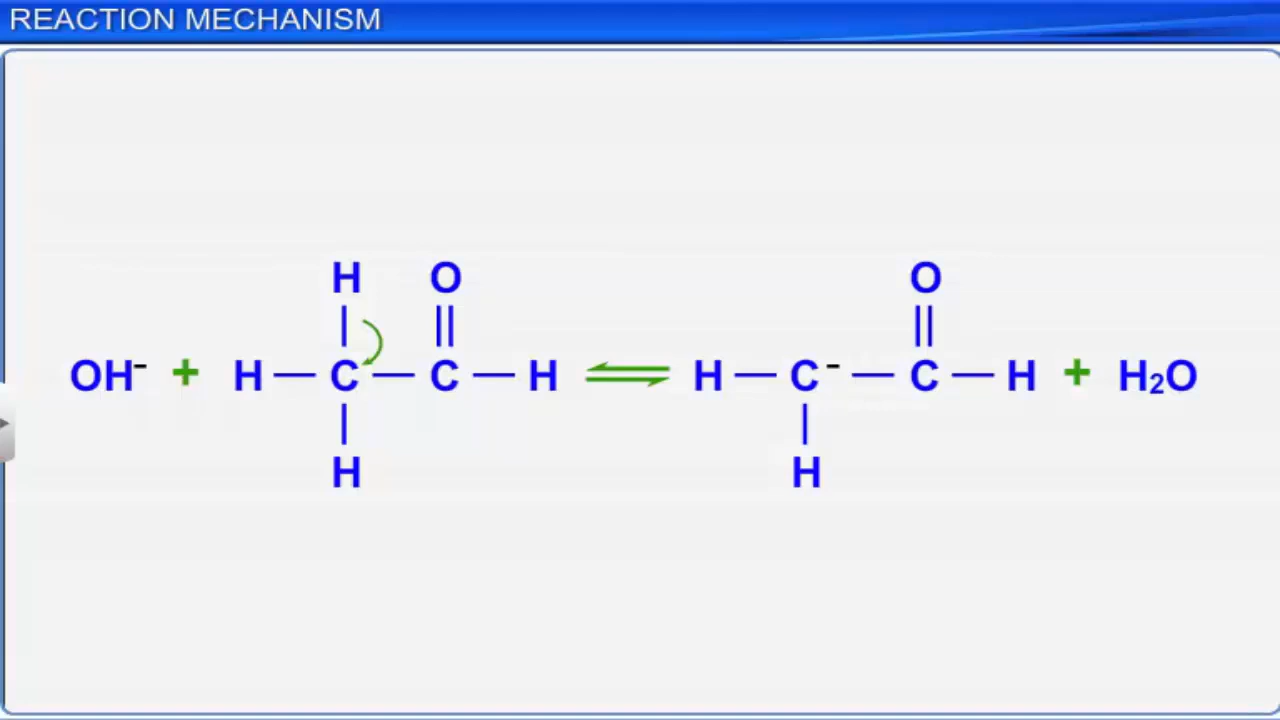 REACTION MECHANISM
H O O
OH⁻ + H — C — C — H ⇌ H — C⁻ — C — H + H₂O
H H